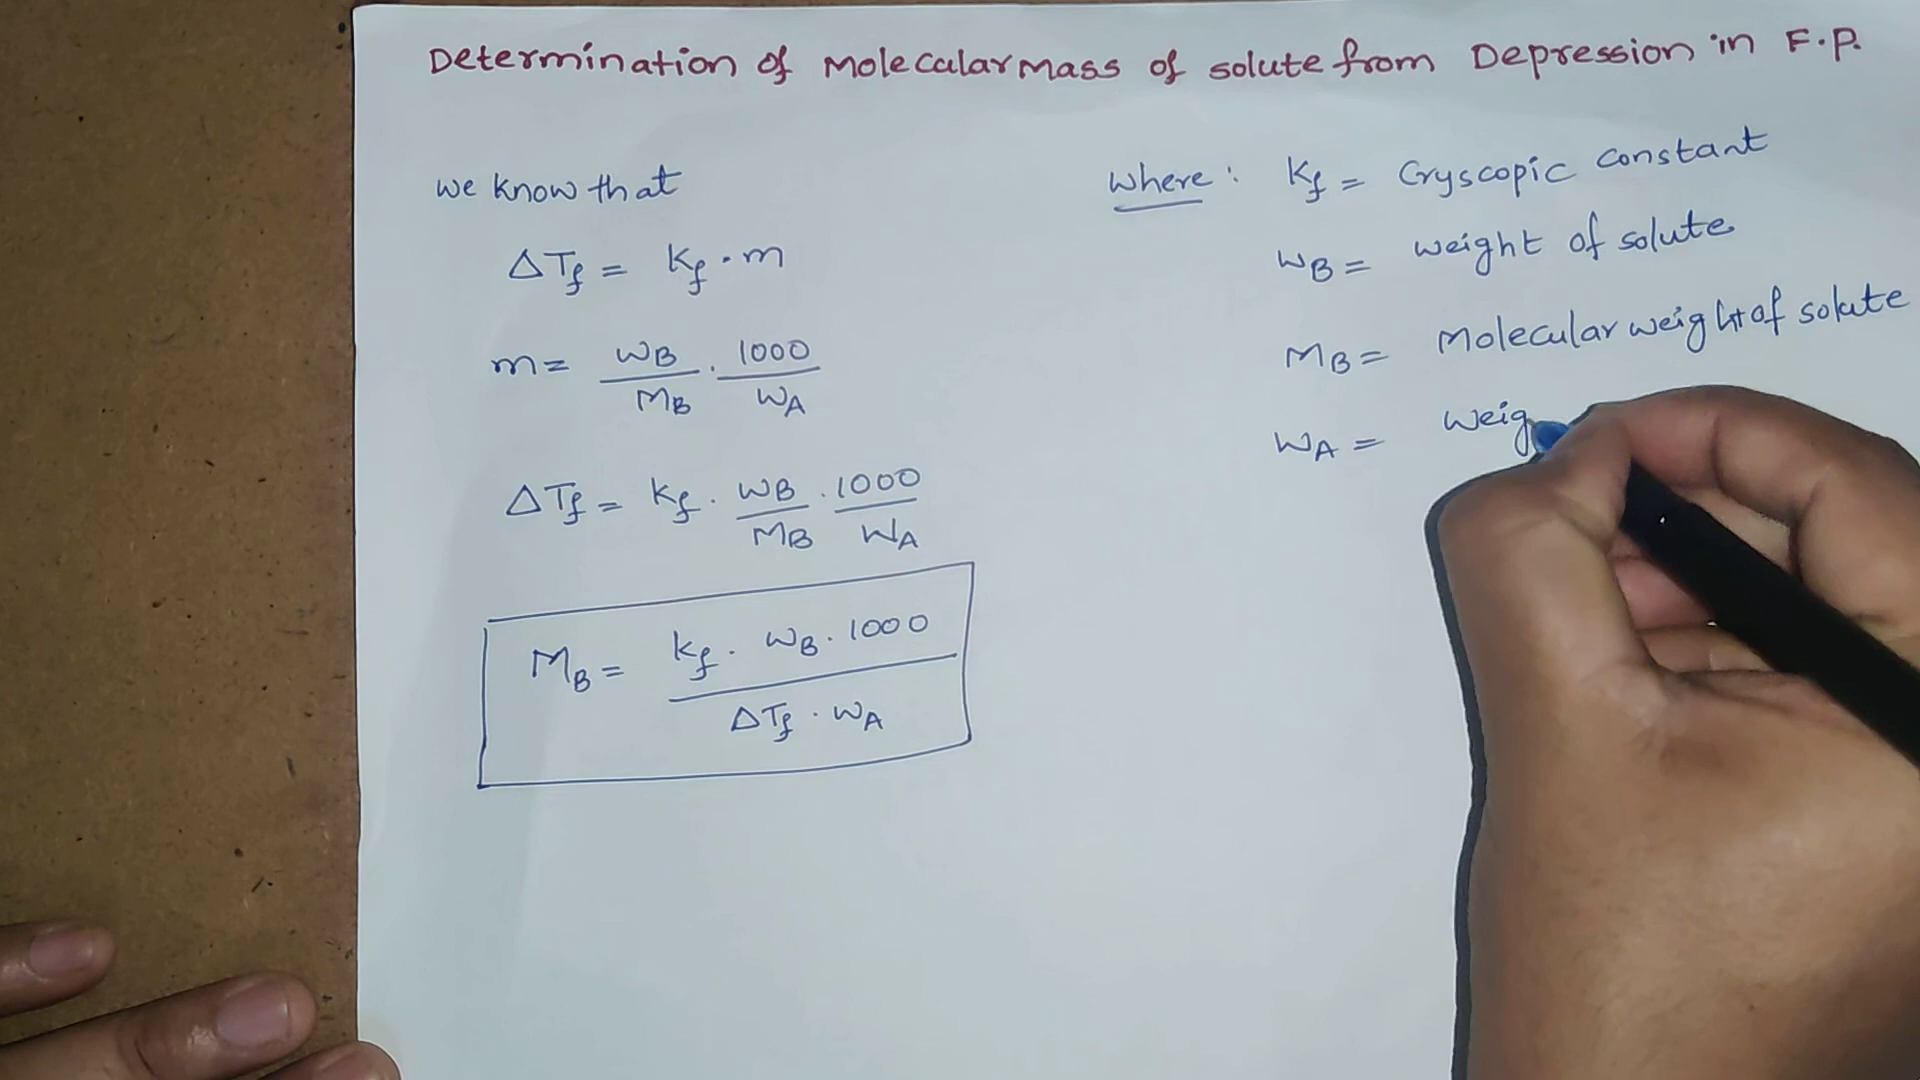 Determination of Molecular Mass of solute from Depression in F.P.
we know that
ΔTf = Kf · m
m = WB/MB · 1000/WA
ΔTf = Kf · WB/MB · 1000/WA
MB = Kf · WB · 1000 / ΔTf · WA
Where : Kf = Cryscopic constant
WB = weight of solute
MB = Molecular weight of solute
WA = Weig